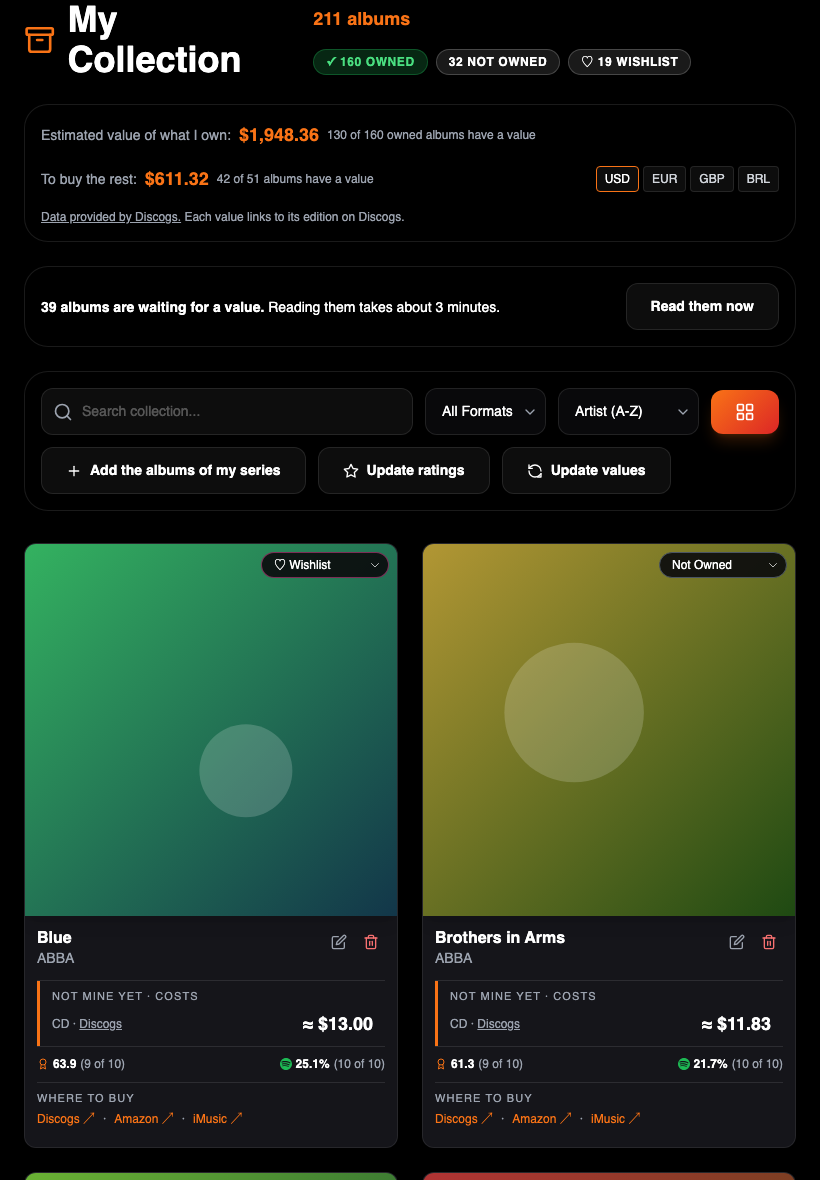 My
Collection
211 albums
✓ 160 OWNED
32 NOT OWNED
♡ 19 WISHLIST
Estimated value of what I own: $1,948.36 130 of 160 owned albums have a value
To buy the rest: $611.32 42 of 51 albums have a value
USD EUR GBP BRL
Data provided by Discogs. Each value links to its edition on Discogs.
39 albums are waiting for a value. Reading them takes about 3 minutes.
Read them now
Search collection...
All Formats
Artist (A-Z)
Add the albums of my series
Update ratings
Update values
♡ Wishlist
Blue
ABBA
NOT MINE YET · COSTS
CD · Discogs ≈ $13.00
63.9 (9 of 10) 25.1% (10 of 10)
WHERE TO BUY
Discogs ↗ · Amazon ↗ · iMusic ↗
Not Owned
Brothers in Arms
ABBA
NOT MINE YET · COSTS
CD · Discogs ≈ $11.83
61.3 (9 of 10) 21.7% (10 of 10)
WHERE TO BUY
Discogs ↗ · Amazon ↗ · iMusic ↗